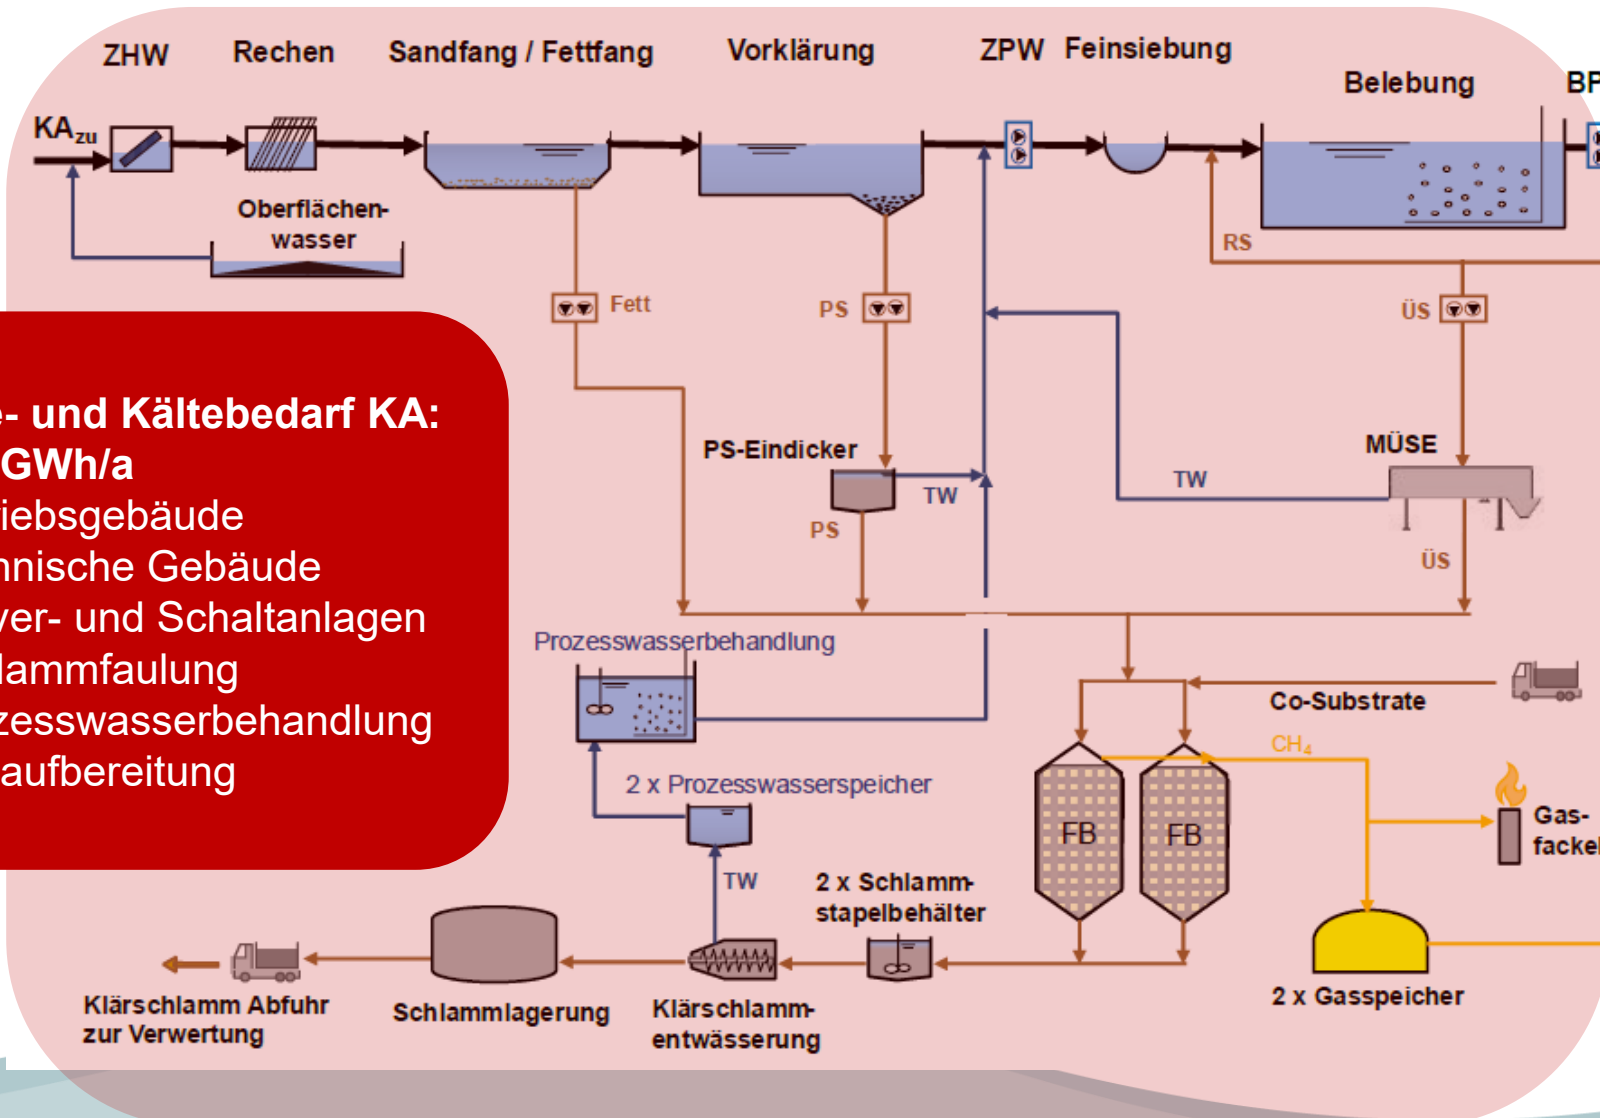 ZHW
Rechen
Sandfang / Fettfang
Vorklärung
ZPW
Feinsiebung
Belebung
KAzu
Oberflächen-
wasser
RS
Fett
PS
ÜS
e- und Kältebedarf KA:
GWh/a
iebsgebäude
hnische Gebäude
ver- und Schaltanlagen
lammfaulung
zesswasserbehandlung
aufbereitung
PS-Eindicker
TW
PS
MÜSE
TW
ÜS
Prozesswasserbehandlung
Co-Substrate
CH₄
2 x Prozesswasserspeicher
FB
FB
Gas-
fackel
TW
2 x Schlamm-
stapelbehälter
2 x Gasspeicher
Klärschlamm Abfuhr
zur Verwertung
Schlammlagerung
Klärschlamm-
entwässerung